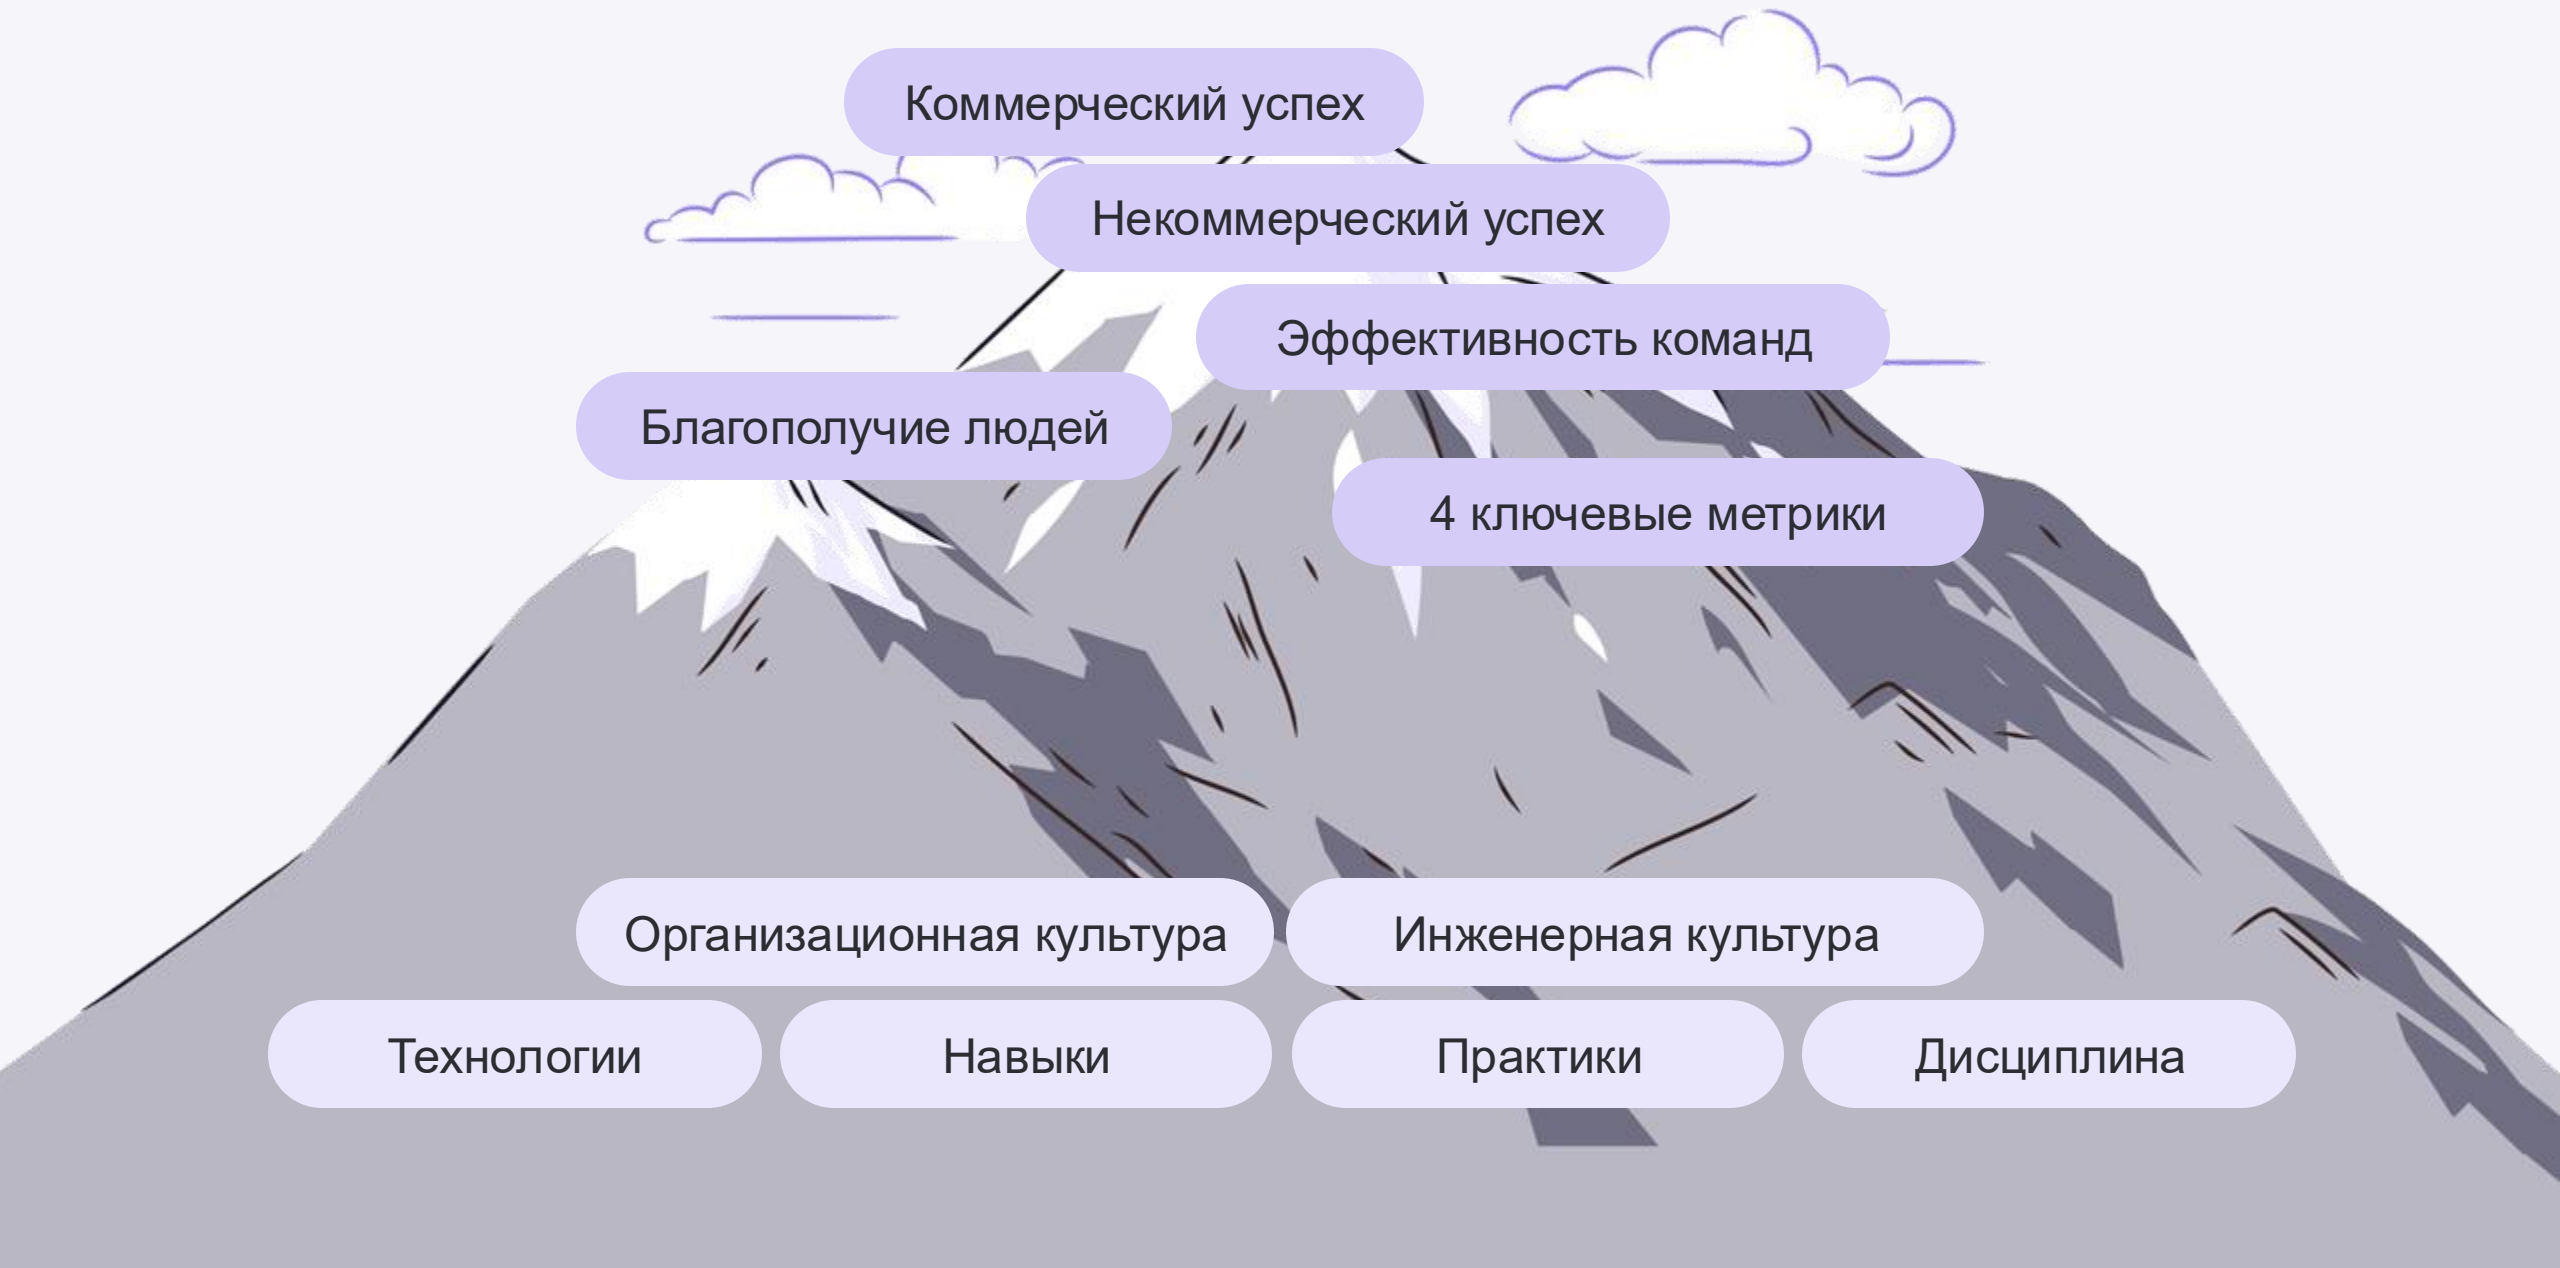 Коммерческий успех
Некоммерческий успех
Эффективность команд
Благополучие людей
4 ключевые метрики
Организационная культура
Инженерная культура
Технологии
Навыки
Практики
Дисциплина